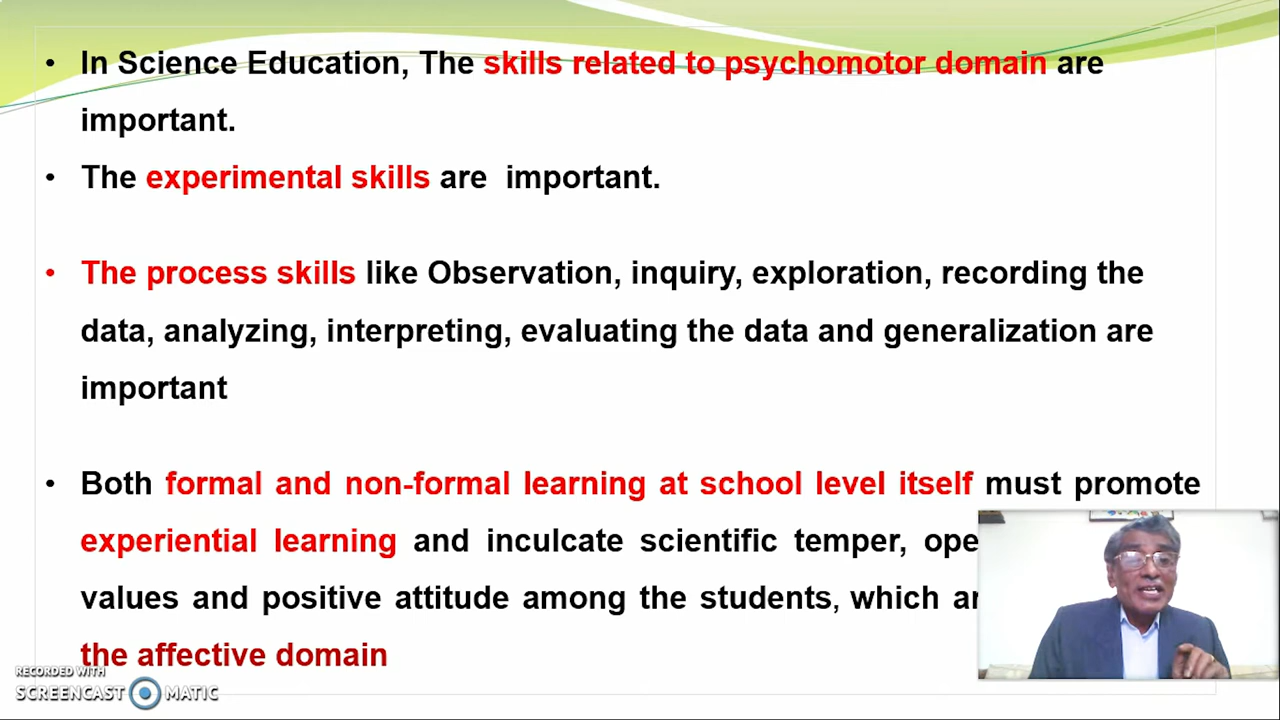 • In Science Education, The skills related to psychomotor domain are
important.
• The experimental skills are important.
• The process skills like Observation, inquiry, exploration, recording the
data, analyzing, interpreting, evaluating the data and generalization are
important
• Both formal and non-formal learning at school level itself must promote
experiential learning and inculcate scientific temper,
values and positive attitude among the students, which
the affective domain
RECORDED WITH
SCREENCAST MATIC